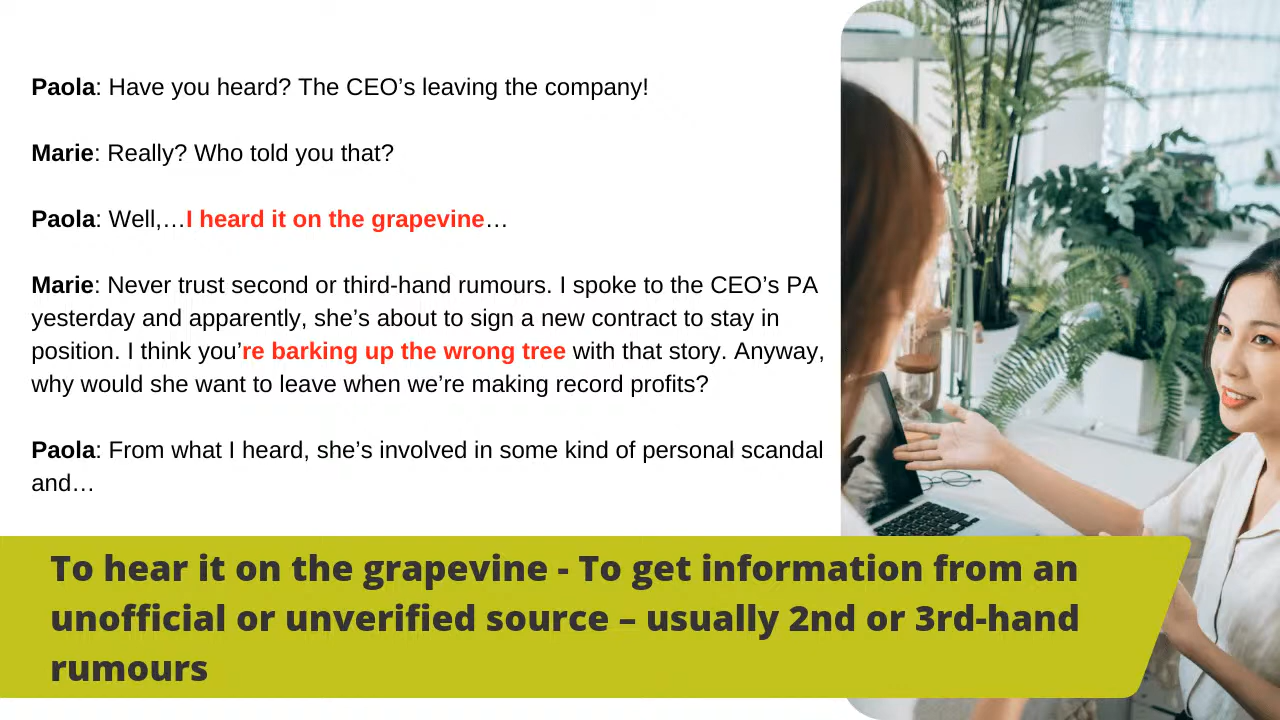 Paola: Have you heard? The CEO’s leaving the company!
Marie: Really? Who told you that?
Paola: Well,…I heard it on the grapevine…
Marie: Never trust second or third-hand rumours. I spoke to the CEO’s PA
yesterday and apparently, she’s about to sign a new contract to stay in
position. I think you’re barking up the wrong tree with that story. Anyway,
why would she want to leave when we’re making record profits?
Paola: From what I heard, she’s involved in some kind of personal scandal
and…
To hear it on the grapevine - To get information from an
unofficial or unverified source – usually 2nd or 3rd-hand
rumours